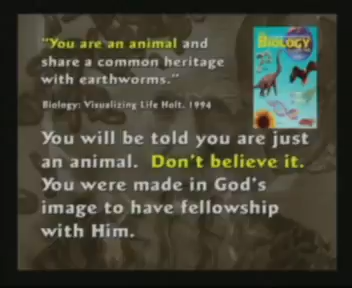 "You are an animal and
share a common heritage
with earthworms."
BIOLOGY
Biology: Visualizing Life Holt, 1994
You will be told you are just
an animal. Don't believe it.
You were made in God's
image to have fellowship
with Him.